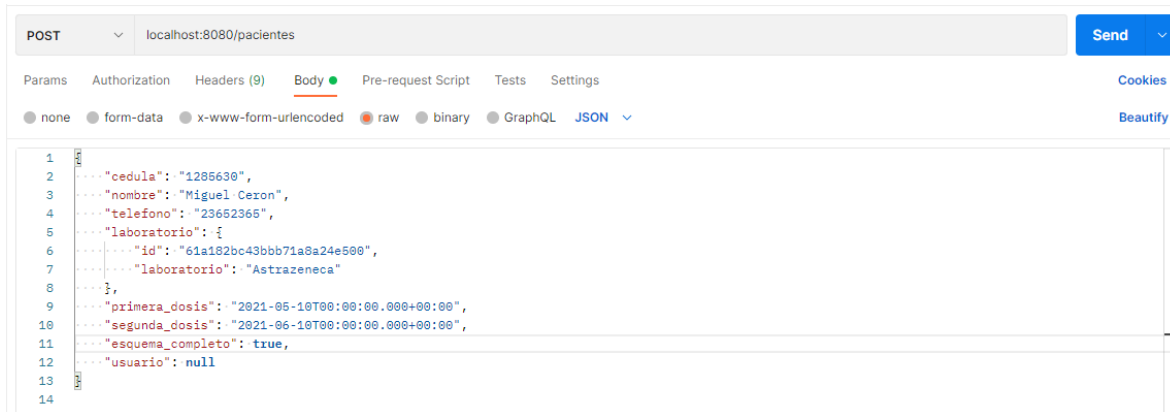 POST localhost:8080/pacientes Send
Params Authorization Headers (9) Body Pre-request Script Tests Settings Cookies
none form-data x-www-form-urlencoded raw binary GraphQL JSON Beautify
1 {
2 "cedula": "1285630",
3 "nombre": "Miguel Ceron",
4 "telefono": "23652365",
5 "laboratorio": {
6 "id": "61a182bc43bbb71a8a24e500",
7 "laboratorio": "Astrazeneca"
8 },
9 "primera_dosis": "2021-05-10T00:00:00.000+00:00",
10 "segunda_dosis": "2021-06-10T00:00:00.000+00:00",
11 "esquema_completo": true,
12 "usuario": null
13 }
14